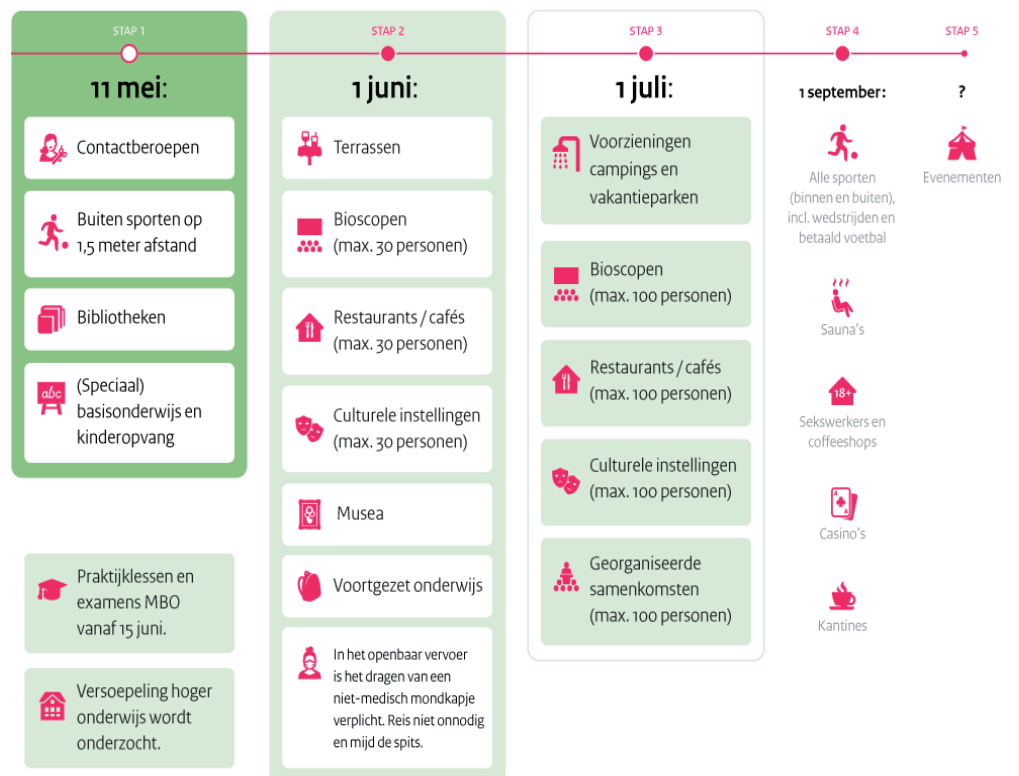 STAP 1
11 mei:
Contactberoepen
Buiten sporten op
1,5 meter afstand
Bibliotheken
abc
(Speciaal)
basisonderwijs en
kinderopvang
Praktijklessen en
examens MBO
vanaf 15 juni.
Versoepeling hoger
onderwijs wordt
onderzocht.
STAP 2
1 juni:
Terrassen
Bioscopen
(max. 30 personen)
Restaurants / cafés
(max. 30 personen)
Culturele instellingen
(max. 30 personen)
Musea
Voortgezet onderwijs
In het openbaar vervoer
is het dragen van een
niet-medisch mondkapje
verplicht. Reis niet onnodig
en mijd de spits.
STAP 3
1 juli:
Voorzieningen
campings en
vakantieparken
Bioscopen
(max. 100 personen)
Restaurants / cafés
(max. 100 personen)
Culturele instellingen
(max. 100 personen)
Georganiseerde
samenkomsten
(max. 100 personen)
STAP 4
1 september:
Alle sporten
(binnen en buiten),
incl. wedstrijden en
betaald voetbal
Sauna's
18+
Sekswerkers en
coffeeshops
A
A
Casino's
Kantines
STAP 5
?
Evenementen